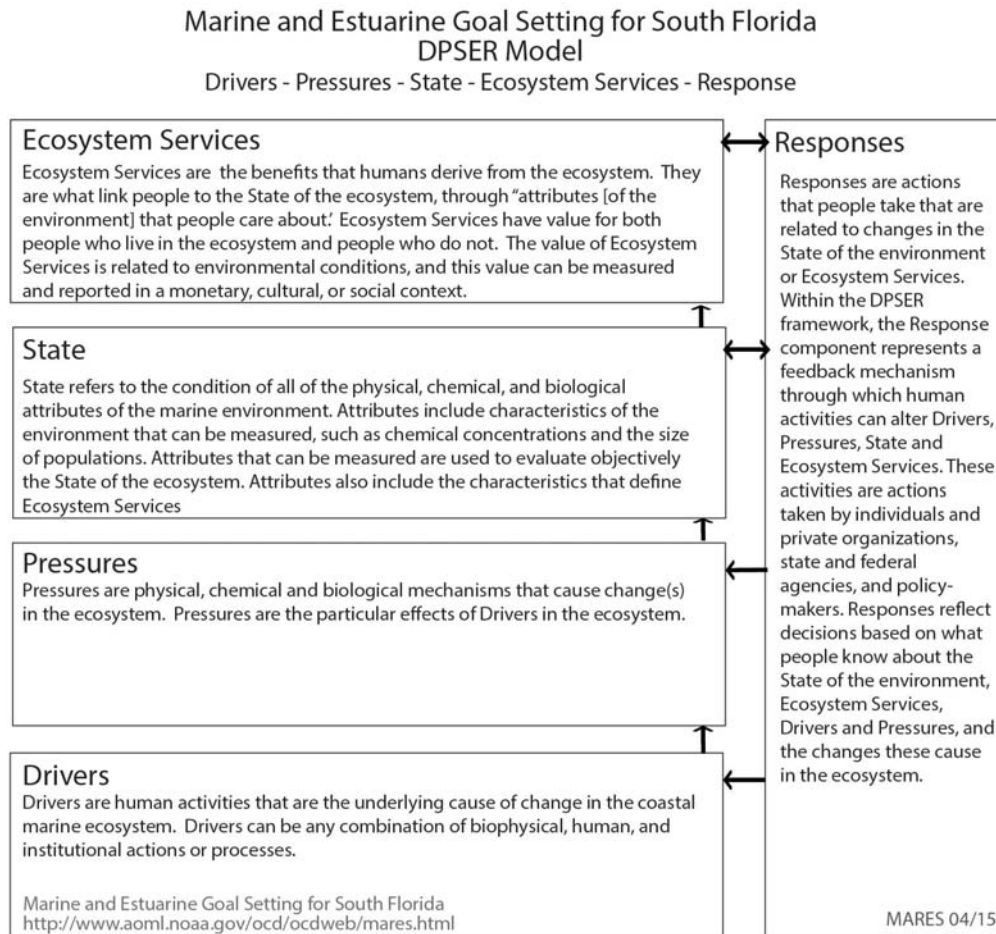 Marine and Estuarine Goal Setting for South Florida
DPSER Model
Drivers - Pressures - State - Ecosystem Services - Response
Ecosystem Services
Ecosystem Services are the benefits that humans derive from the ecosystem. They
are what link people to the State of the ecosystem, through “attributes [of the
environment] that people care about.’ Ecosystem Services have value for both
people who live in the ecosystem and people who do not. The value of Ecosystem
Services is related to environmental conditions, and this value can be measured
and reported in a monetary, cultural, or social context.
State
State refers to the condition of all of the physical, chemical, and biological
attributes of the marine environment. Attributes include characteristics of the
environment that can be measured, such as chemical concentrations and the size
of populations. Attributes that can be measured are used to evaluate objectively
the State of the ecosystem. Attributes also include the characteristics that define
Ecosystem Services
Pressures
Pressures are physical, chemical and biological mechanisms that cause change(s)
in the ecosystem. Pressures are the particular effects of Drivers in the ecosystem.
Drivers
Drivers are human activities that are the underlying cause of change in the coastal
marine ecosystem. Drivers can be any combination of biophysical, human, and
institutional actions or processes.
Marine and Estuarine Goal Setting for South Florida
http://www.aoml.noaa.gov/ocd/ocdweb/mares.html
Responses
Responses are actions
that people take that are
related to changes in the
State of the environment
or Ecosystem Services.
Within the DPSER
framework, the Response
component represents a
feedback mechanism
through which human
activities can alter Drivers,
Pressures, State and
Ecosystem Services. These
activities are actions
taken by individuals and
private organizations,
state and federal
agencies, and policy-
makers. Responses reflect
decisions based on what
people know about the
State of the environment,
Ecosystem Services,
Drivers and Pressures, and
the changes these cause
in the ecosystem.
MARES 04/15